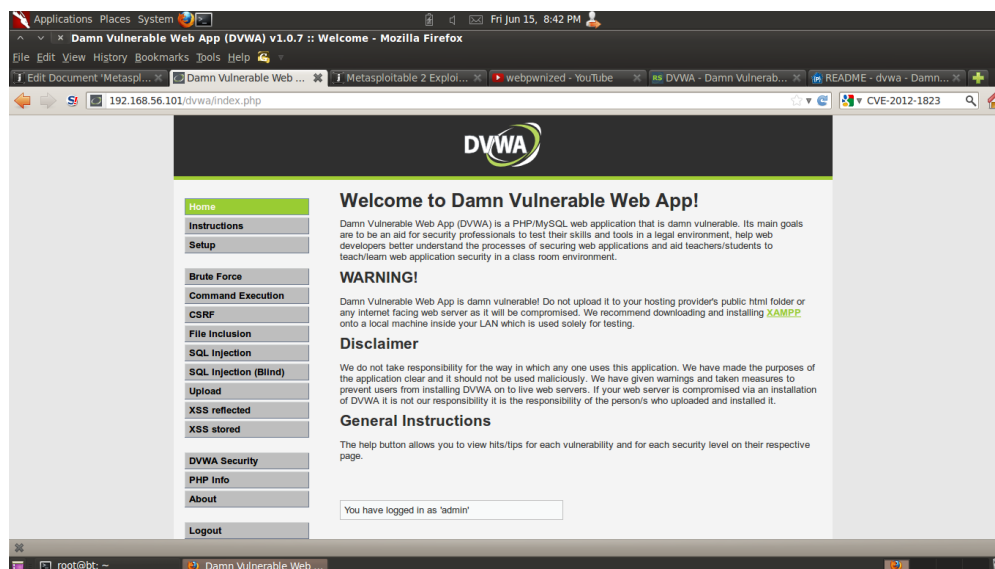 Applications Places System Fri Jun 15, 8:42 PM
Damn Vulnerable Web App (DVWA) v1.0.7 :: Welcome - Mozilla Firefox
File Edit View History Bookmarks Tools Help
Edit Document 'Metaspl... Damn Vulnerable Web ... Metasploitable 2 Exploi... webpwnized - YouTube DVWA - Damn Vulnerab... README - dvwa - Damn...
192.168.56.101/dvwa/index.php CVE-2012-1823
DVWA
Home
Instructions
Setup
Brute Force
Command Execution
CSRF
File Inclusion
SQL Injection
SQL Injection (Blind)
Upload
XSS reflected
XSS stored
DVWA Security
PHP Info
About
Logout
Welcome to Damn Vulnerable Web App!
Damn Vulnerable Web App (DVWA) is a PHP/MySQL web application that is damn vulnerable. Its main goals
are to be an aid for security professionals to test their skills and tools in a legal environment, help web
developers better understand the processes of securing web applications and aid teachers/students to
teach/learn web application security in a class room environment.
WARNING!
Damn Vulnerable Web App is damn vulnerable! Do not upload it to your hosting provider's public html folder or
any internet facing web server as it will be compromised. We recommend downloading and installing XAMPP
onto a local machine inside your LAN which is used solely for testing.
Disclaimer
We do not take responsibility for the way in which any one uses this application. We have made the purposes of
the application clear and it should not be used maliciously. We have given warnings and taken measures to
prevent users from installing DVWA on to live web servers. If your web server is compromised via an installation
of DVWA it is not our responsibility it is the responsibility of the person/s who uploaded and installed it.
General Instructions
The help button allows you to view hits/tips for each vulnerability and for each security level on their respective
page.
You have logged in as 'admin'
root@bt: ~ Damn Vulnerable Web ...